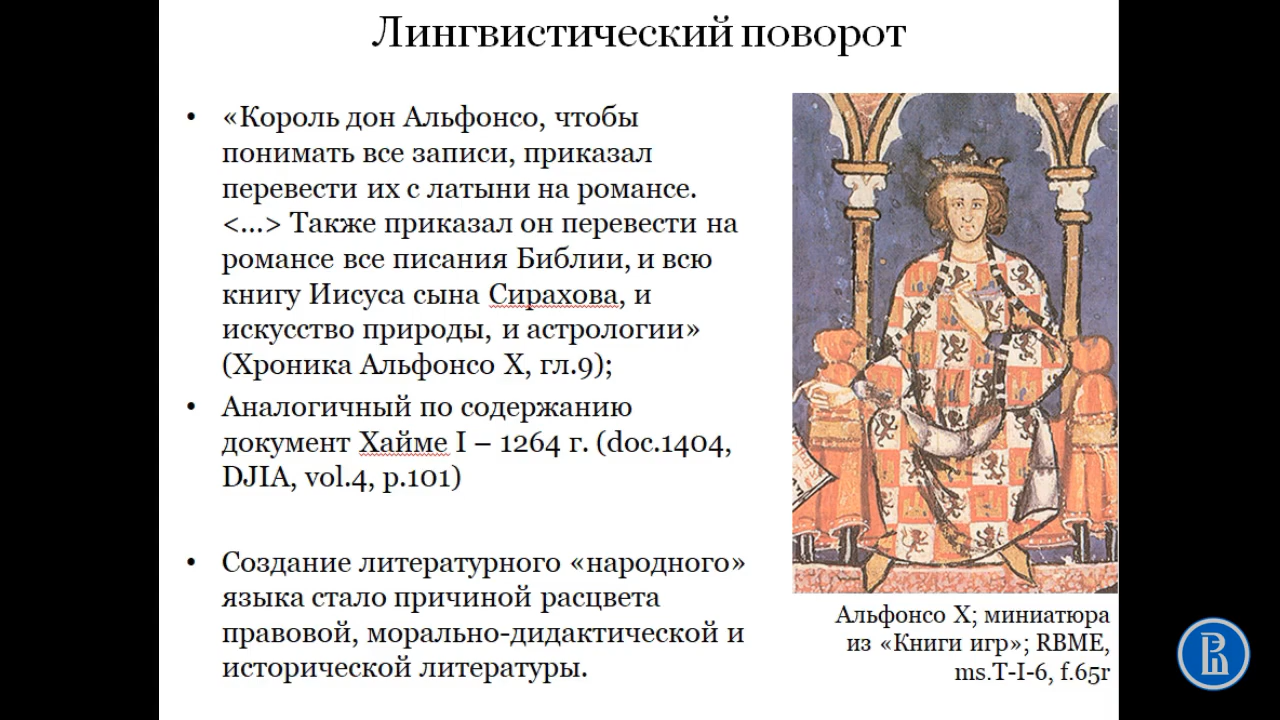 Лингвистический поворот
• «Король дон Альфонсо, чтобы
понимать все записи, приказал
перевести их с латыни на романсе.
<...> Также приказал он перевести на
романсе все писания Библии, и всю
книгу Иисуса сына Сирахова, и
искусство природы, и астрологии»
(Хроника Альфонсо X, гл.9);
• Аналогичный по содержанию
документ Хайме I – 1264 г. (doc.1404,
DJIA, vol.4, p.101)
• Создание литературного «народного»
языка стало причиной расцвета
правовой, морально-дидактической и
исторической литературы.
Альфонсо X; миниатюра
из «Книги игр»; RBME,
ms.T-I-6, f.65r